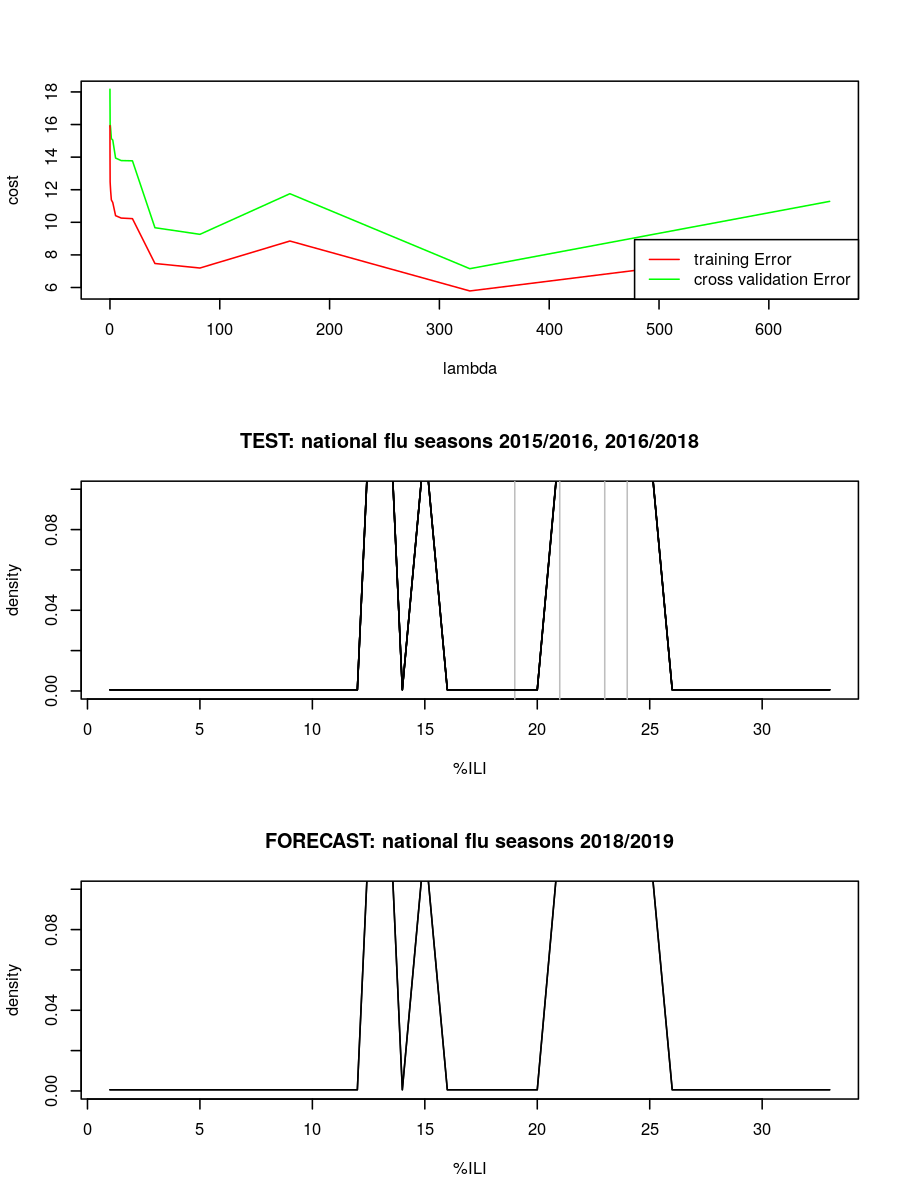 18
16
14
12
10
8
6
cost
training Error
cross validation Error
0 100 200 300 400 500 600
lambda
TEST: national flu seasons 2015/2016, 2016/2018
0.08
0.04
0.00
density
0 5 10 15 20 25 30
%ILI
FORECAST: national flu seasons 2018/2019
0.08
0.04
0.00
density
0 5 10 15 20 25 30
%ILI